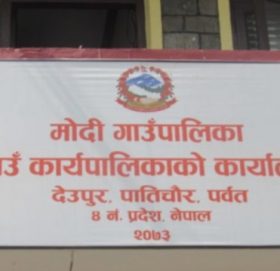 मोदी गाउँपालिका
कार्यपालिकाको
देउपुर, पातिचौर, पर्वत
४ नं. प्रदेश, नेपाल
२०७३